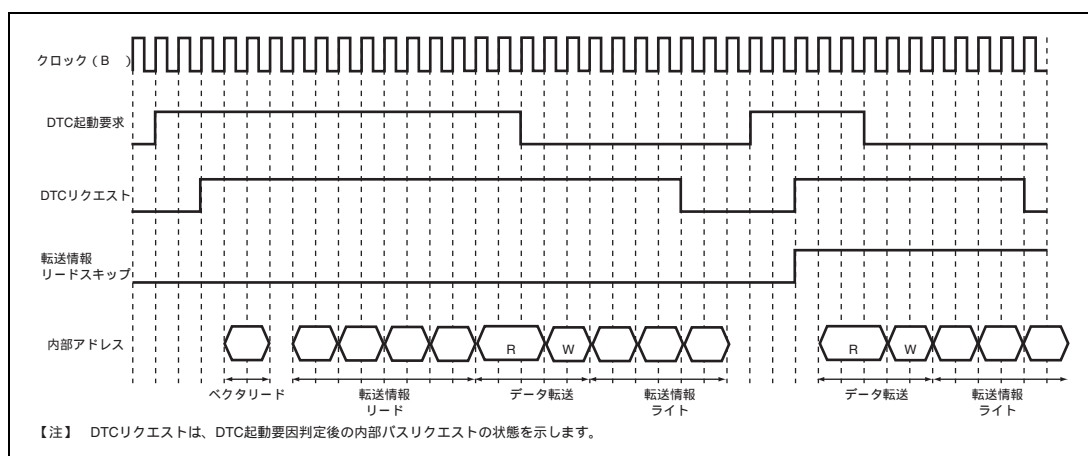 クロック（B　）
DTC起動要求
DTCリクエスト
転送情報
リードスキップ
内部アドレス
R
W
R
W
ベクタリード
転送情報
リード
データ転送
転送情報
ライト
データ転送
転送情報
ライト
【注】　DTCリクエストは、DTC起動要因判定後の内部バスリクエストの状態を示します。